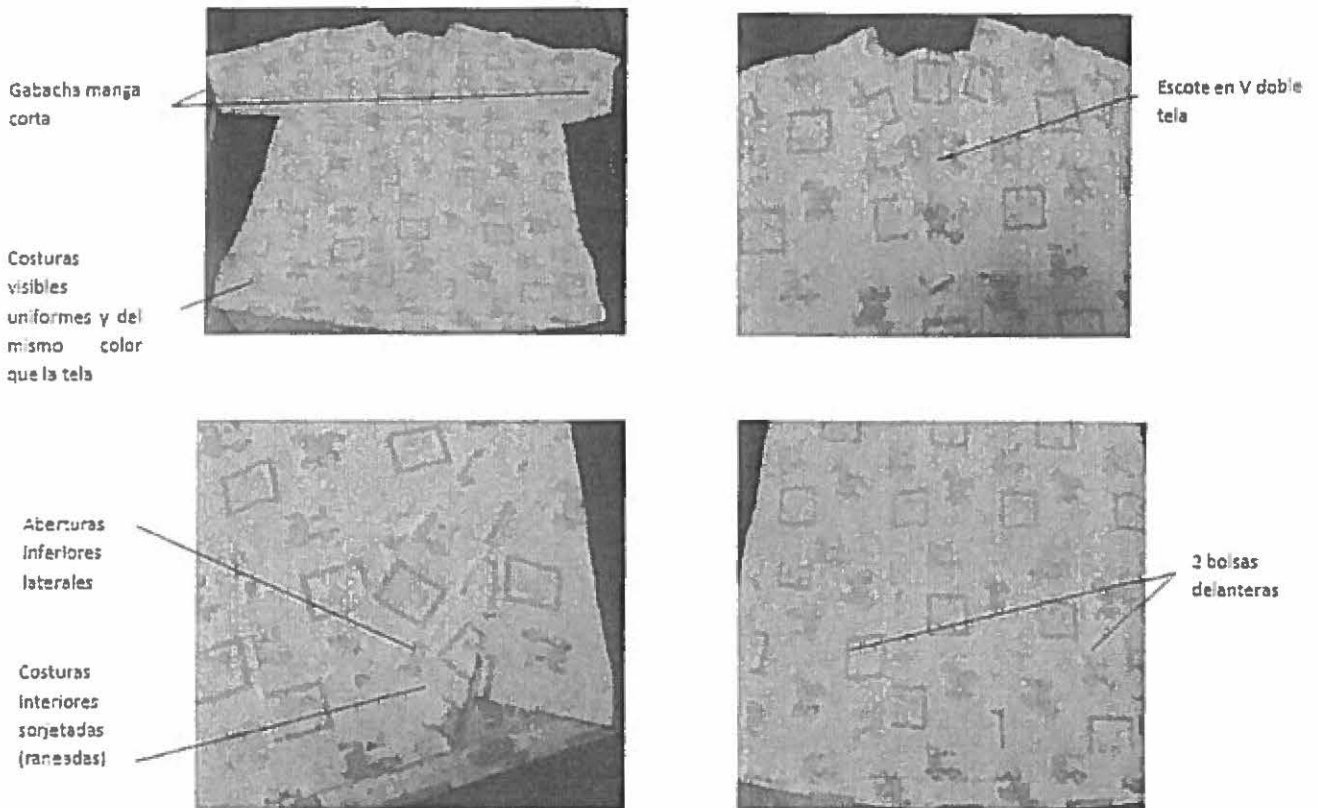 Gabacha manga
corta
Escote en V doble
tela
Costuras
visibles
uniformes y del
mismo color
que la tela
Aberturas
inferiores
laterales
2 bolsas
delanteras
Costuras
interiores
sorjetadas
(raneadas)